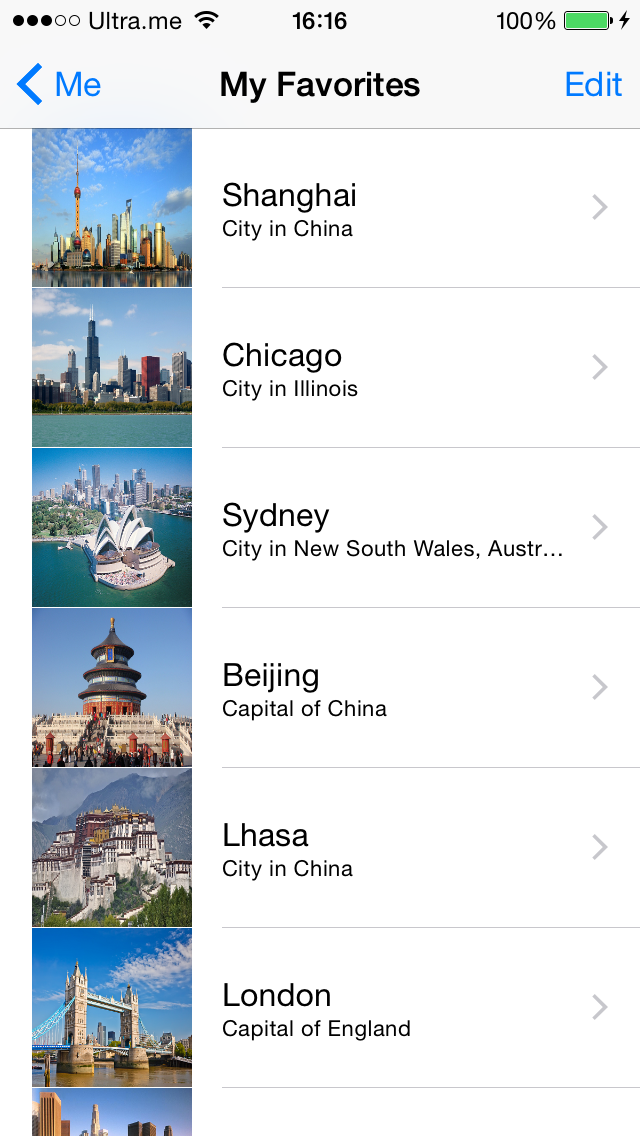 Ultra.me 16:16 100%
Me My Favorites Edit
Shanghai
City in China
Chicago
City in Illinois
Sydney
City in New South Wales, Austr…
Beijing
Capital of China
Lhasa
City in China
London
Capital of England